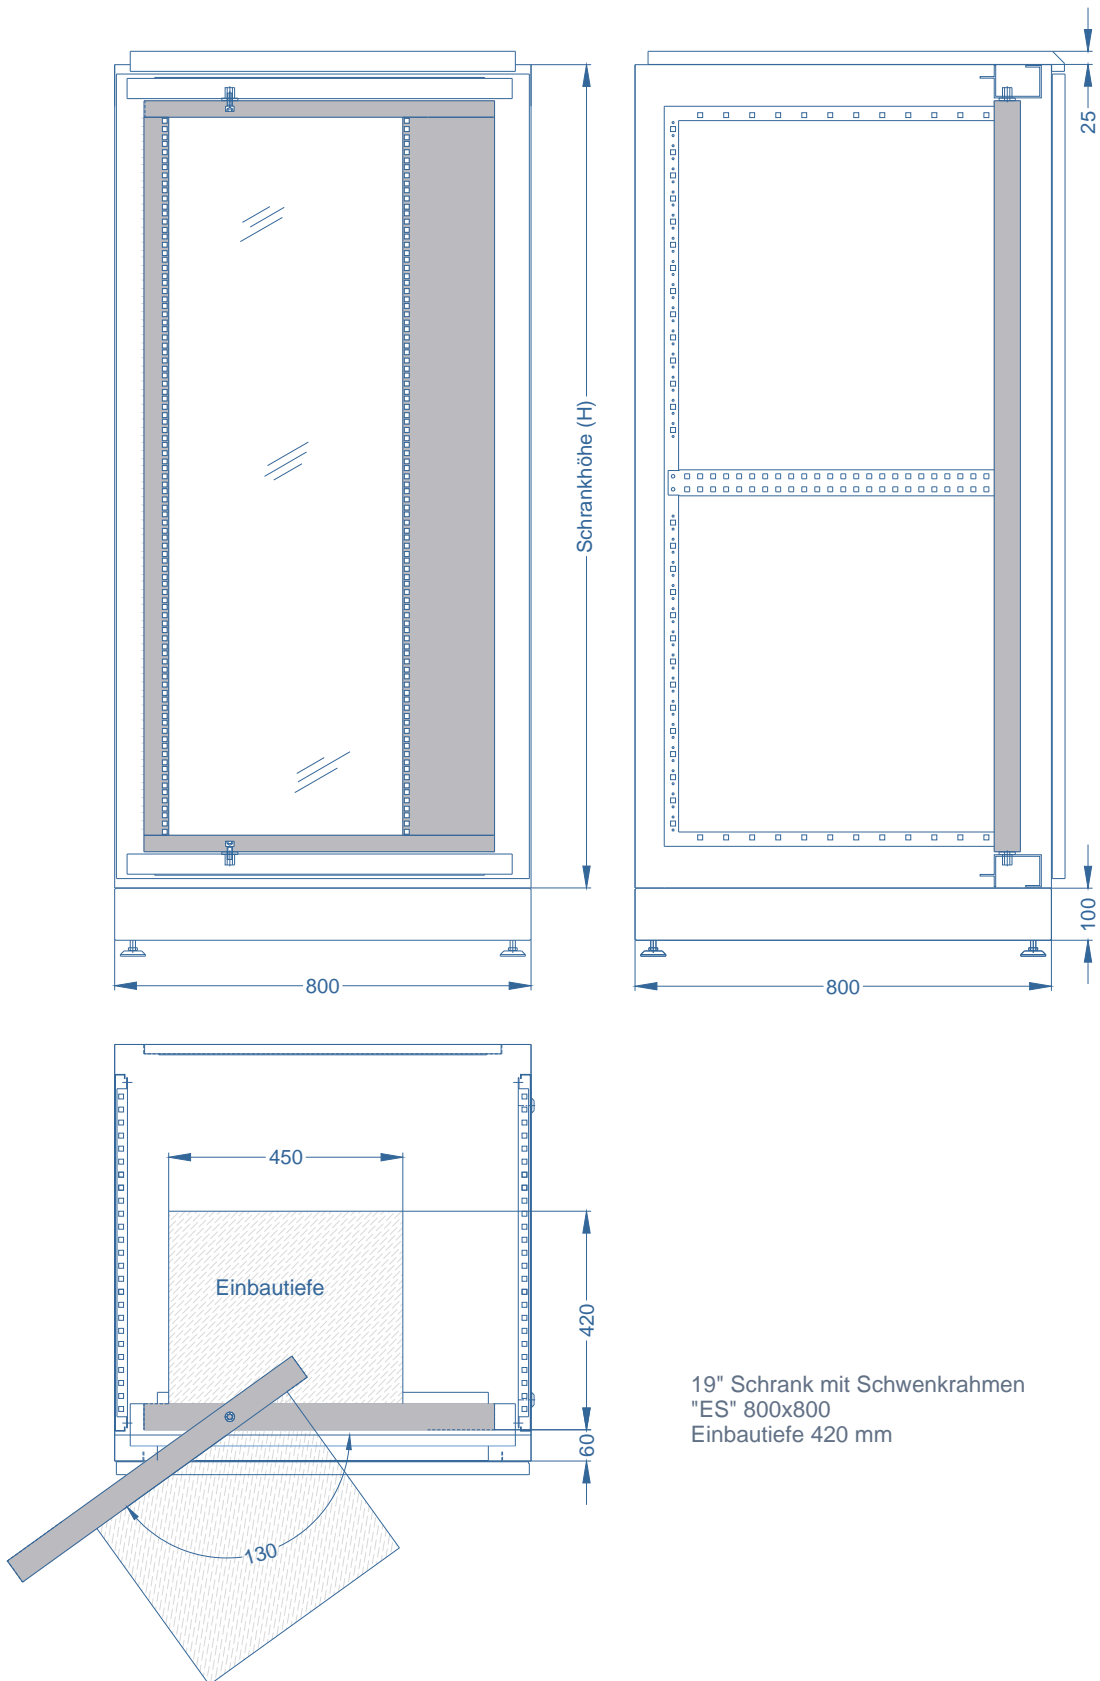 25
Schrankhöhe (H)
100
800
800
450
Einbautiefe
420
60
130
19" Schrank mit Schwenkrahmen
"ES" 800x800
Einbautiefe 420 mm